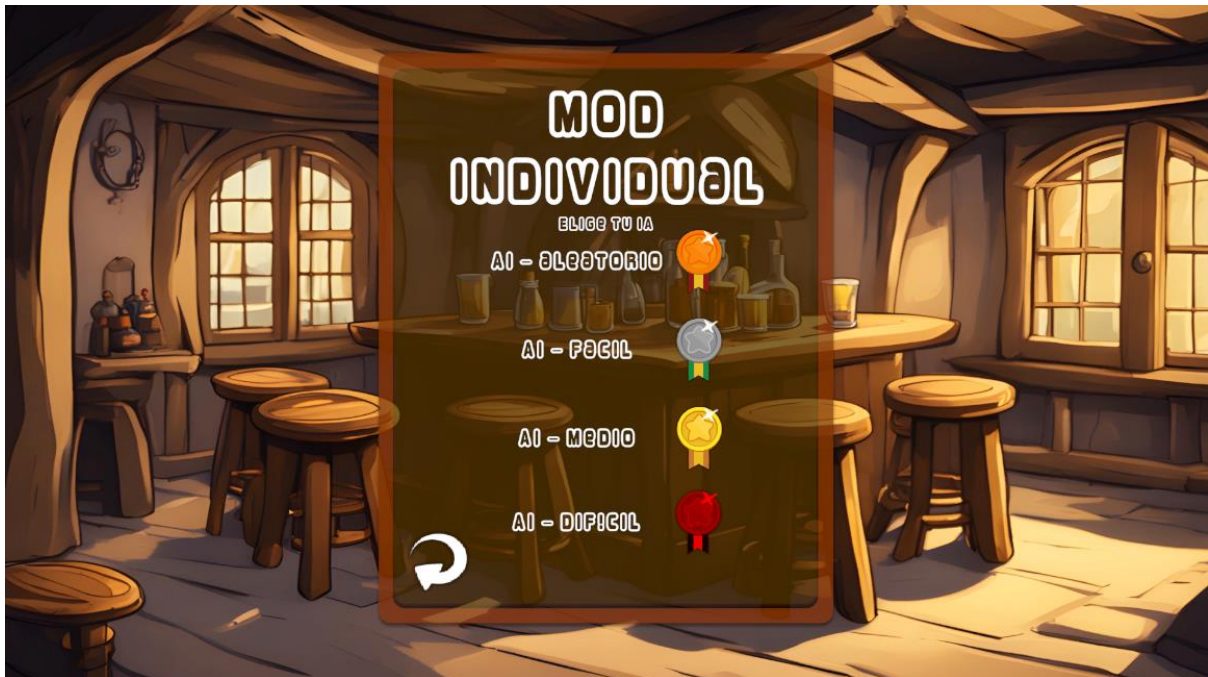 MOD
INDIVIDUAL
ELIGE TU IA
AI - ALEATORIO
AI - FACIL
AI - MEDIO
AI - DIFICIL